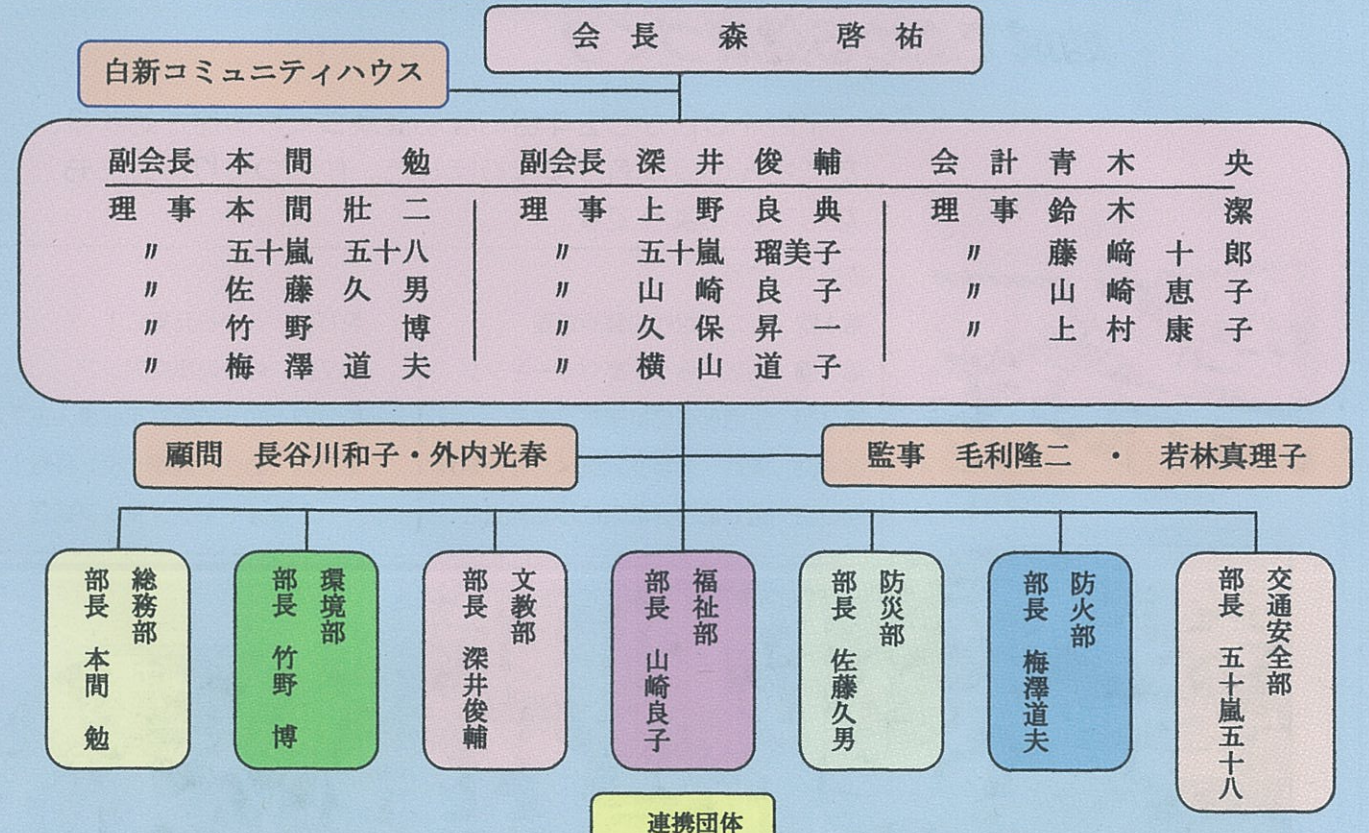 会長 森 啓祐
白新コミュニティハウス
副会長 本間 勉 副会長 深井俊輔 会計 青木 央
理事 本間壯二 理事 上野良典 理事 鈴木 潔
〃 五十嵐五十八 〃 五十嵐瑠美子 〃 藤﨑十郎
〃 佐藤久男 〃 山崎良子 〃 山崎恵子
〃 竹野 博 〃 久保昇一 〃 上村康子
〃 梅澤道夫 〃 横山道子
顧問 長谷川和子・外内光春
監事 毛利隆二 ・ 若林真理子
総務部
部長 本間 勉
環境部
部長 竹野 博
文教部
部長 深井俊輔
福祉部
部長 山崎良子
防災部
部長 佐藤久男
防火部
部長 梅澤道夫
交通安全部
部長 五十嵐五十八
連携団体